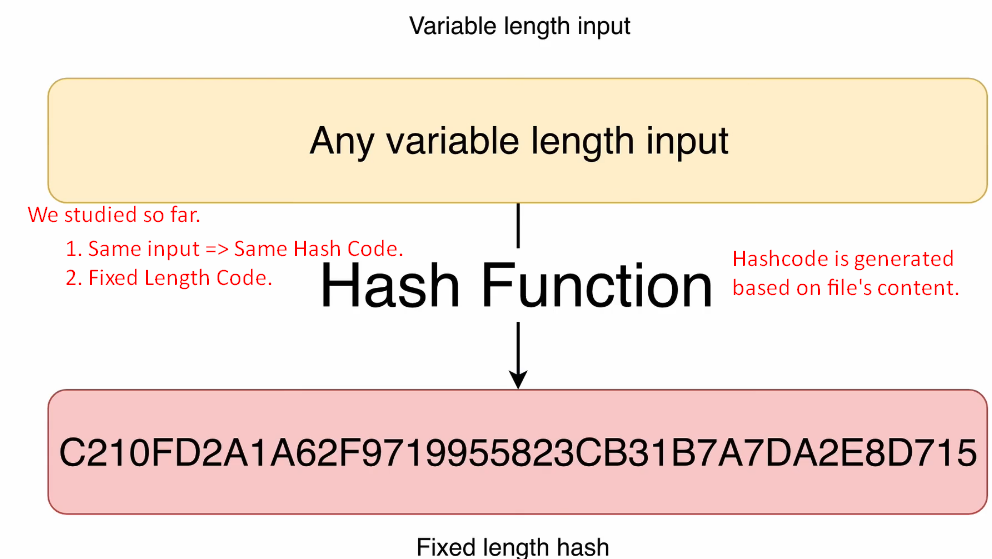 Variable length input
Any variable length input
We studied so far.
1. Same input => Same Hash Code.
2. Fixed Length Code.
Hash Function
Hashcode is generated
based on file's content.
C210FD2A1A62F9719955823CB31B7A7DA2E8D715
Fixed length hash